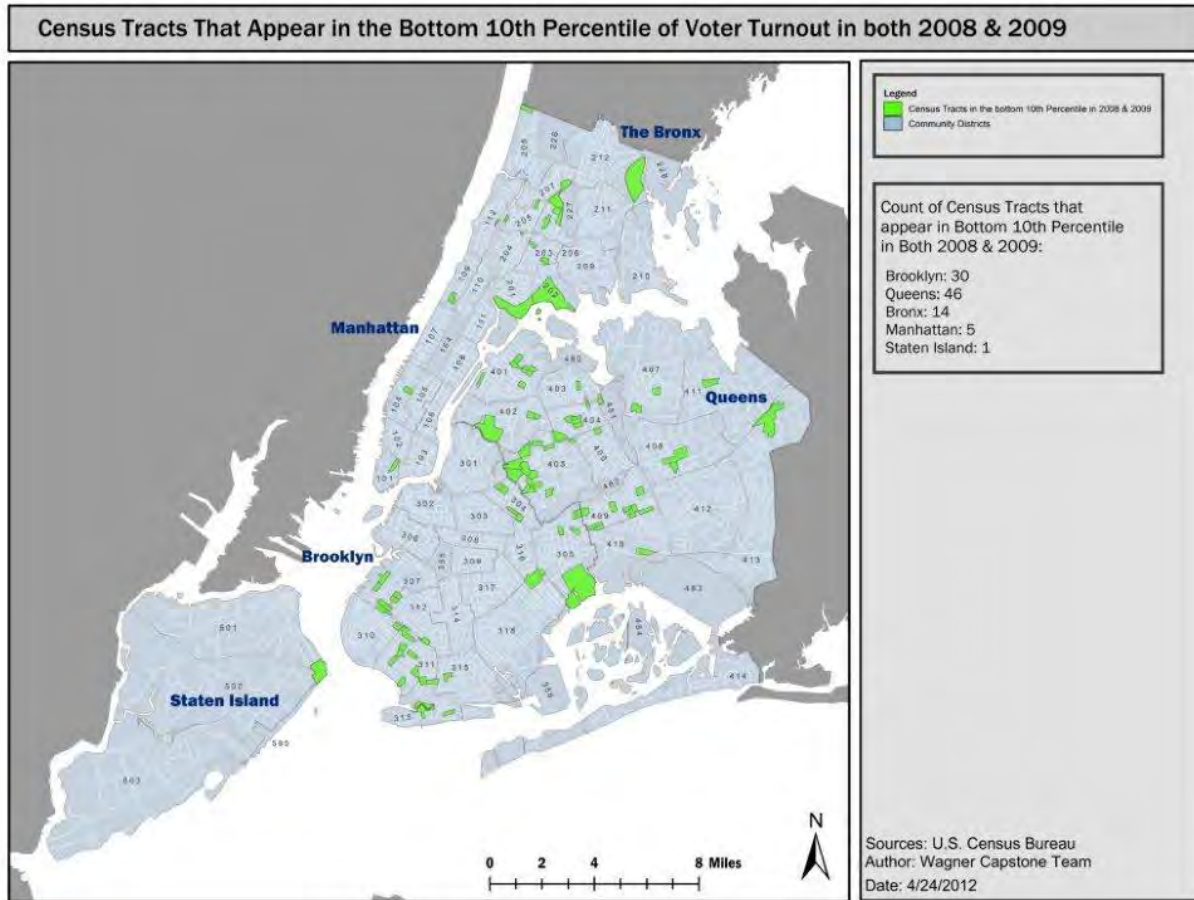 Census Tracts That Appear in the Bottom 10th Percentile of Voter Turnout in both 2008 & 2009
Legend
Census Tracts in the bottom 10th Percentile in 2008 & 2009
Community Districts
Count of Census Tracts that
appear in Bottom 10th Percentile
in Both 2008 & 2009:
Brooklyn: 30
Queens: 46
Bronx: 14
Manhattan: 5
Staten Island: 1
The Bronx
226
212
207
227
211
205
204
203
206
209
210
201
202
109
110
111
Manhattan
107
164
105
103
101
401
403
407
411
Queens
402
404
406
408
405
301
302
304
303
409
412
410
413
483
484
414
Brooklyn
306
308
309
316
305
307
317
312
314
310
318
311
315
313
501
502
Staten Island
503
N
0 2 4 8 Miles
Sources: U.S. Census Bureau
Author: Wagner Capstone Team
Date: 4/24/2012